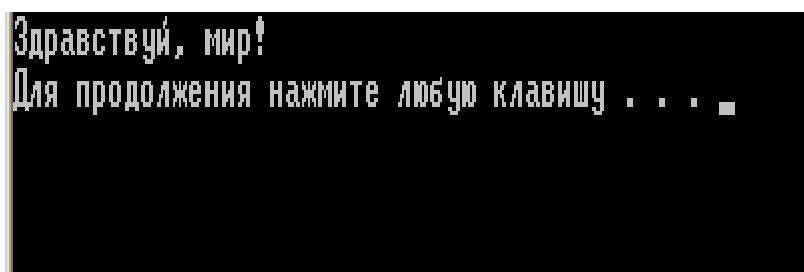 Здравствуй, мир!
Для продолжения нажмите любую клавишу . . .